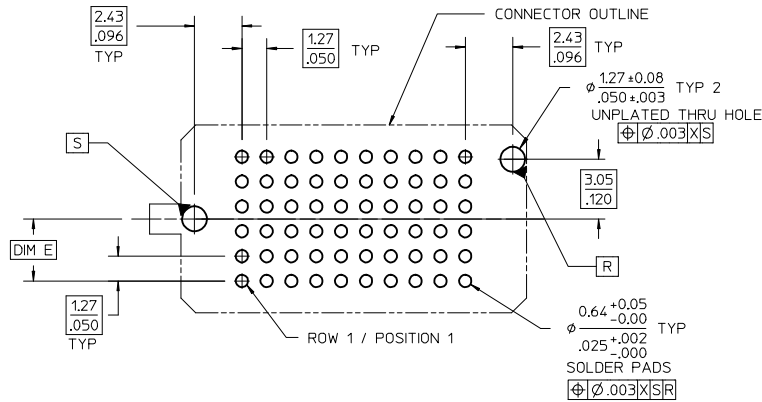 CONNECTOR OUTLINE
2.43
.096
TYP
1.27
.050
TYP
2.43
.096
⌀ 1.27 ±0.08
.050 ±.003
TYP 2
UNPLATED THRU HOLE
⌖ ⌀ .003 X S
S
3.05
.120
DIM E
R
1.27
.050
TYP
ROW 1 / POSITION 1
⌀ 0.64 +0.05 -0.00
.025 +.002 -.000
TYP
SOLDER PADS
⌖ ⌀ .003 X S R